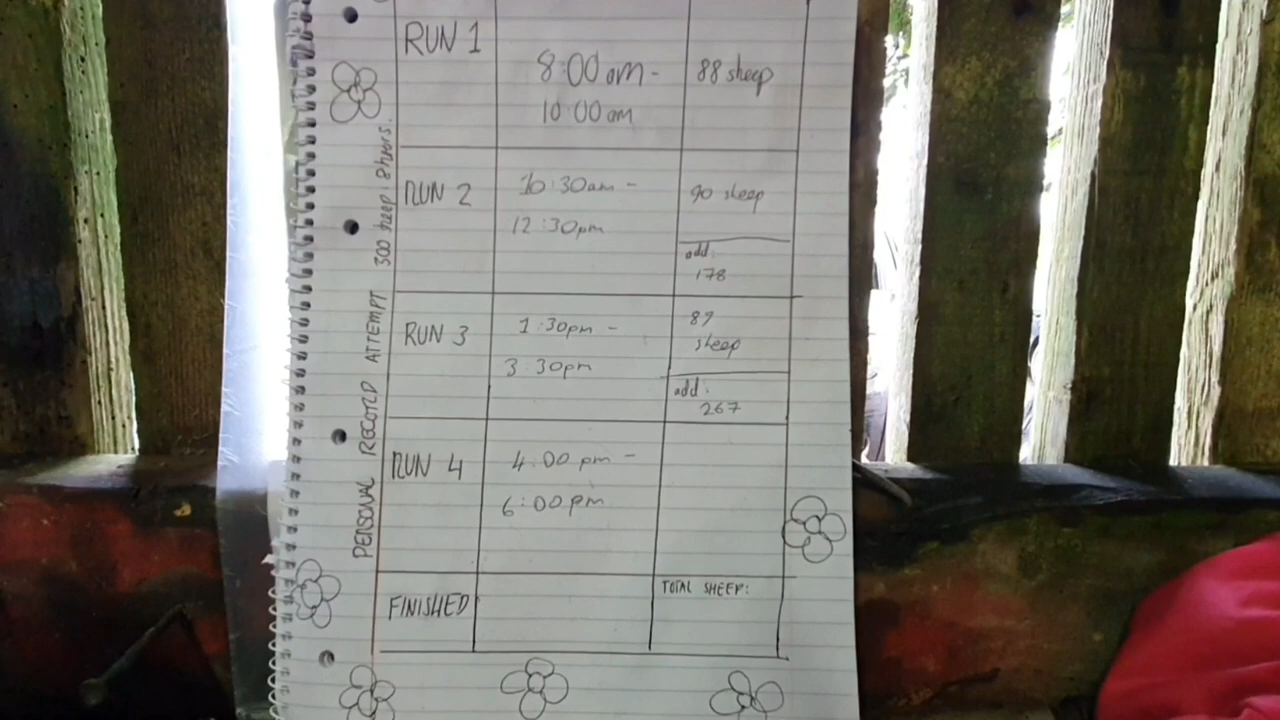 PERSONAL RECORD ATTEMPT 300 sheep 8 hours.
RUN 1
8:00 am -
10:00 am
88 sheep
RUN 2
10:30am -
12:30pm
90 sheep
add:
178
RUN 3
1:30pm -
3:30pm
89
sheep
add:
267
RUN 4
4:00 pm -
6:00pm
FINISHED
TOTAL SHEEP: